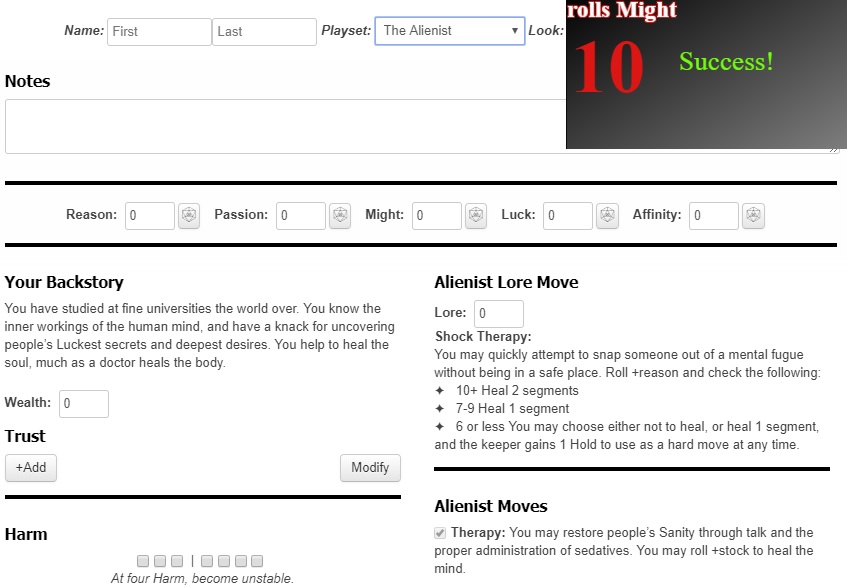 rolls Might
Name: First Last Playset: The Alienist Look:
10 Success!
Notes
Reason: 0 Passion: 0 Might: 0 Luck: 0 Affinity: 0
Your Backstory
You have studied at fine universities the world over. You know the
inner workings of the human mind, and have a knack for uncovering
people's Luckest secrets and deepest desires. You help to heal the
soul, much as a doctor heals the body.
Wealth: 0
Trust
+Add Modify
Harm
|
At four Harm, become unstable.
Alienist Lore Move
Lore: 0
Shock Therapy:
You may quickly attempt to snap someone out of a mental fugue
without being in a safe place. Roll +reason and check the following:
✦ 10+ Heal 2 segments
✦ 7-9 Heal 1 segment
✦ 6 or less You may choose either not to heal, or heal 1 segment,
and the keeper gains 1 Hold to use as a hard move at any time.
Alienist Moves
Therapy: You may restore people's Sanity through talk and the
proper administration of sedatives. You may roll +stock to heal the
mind.